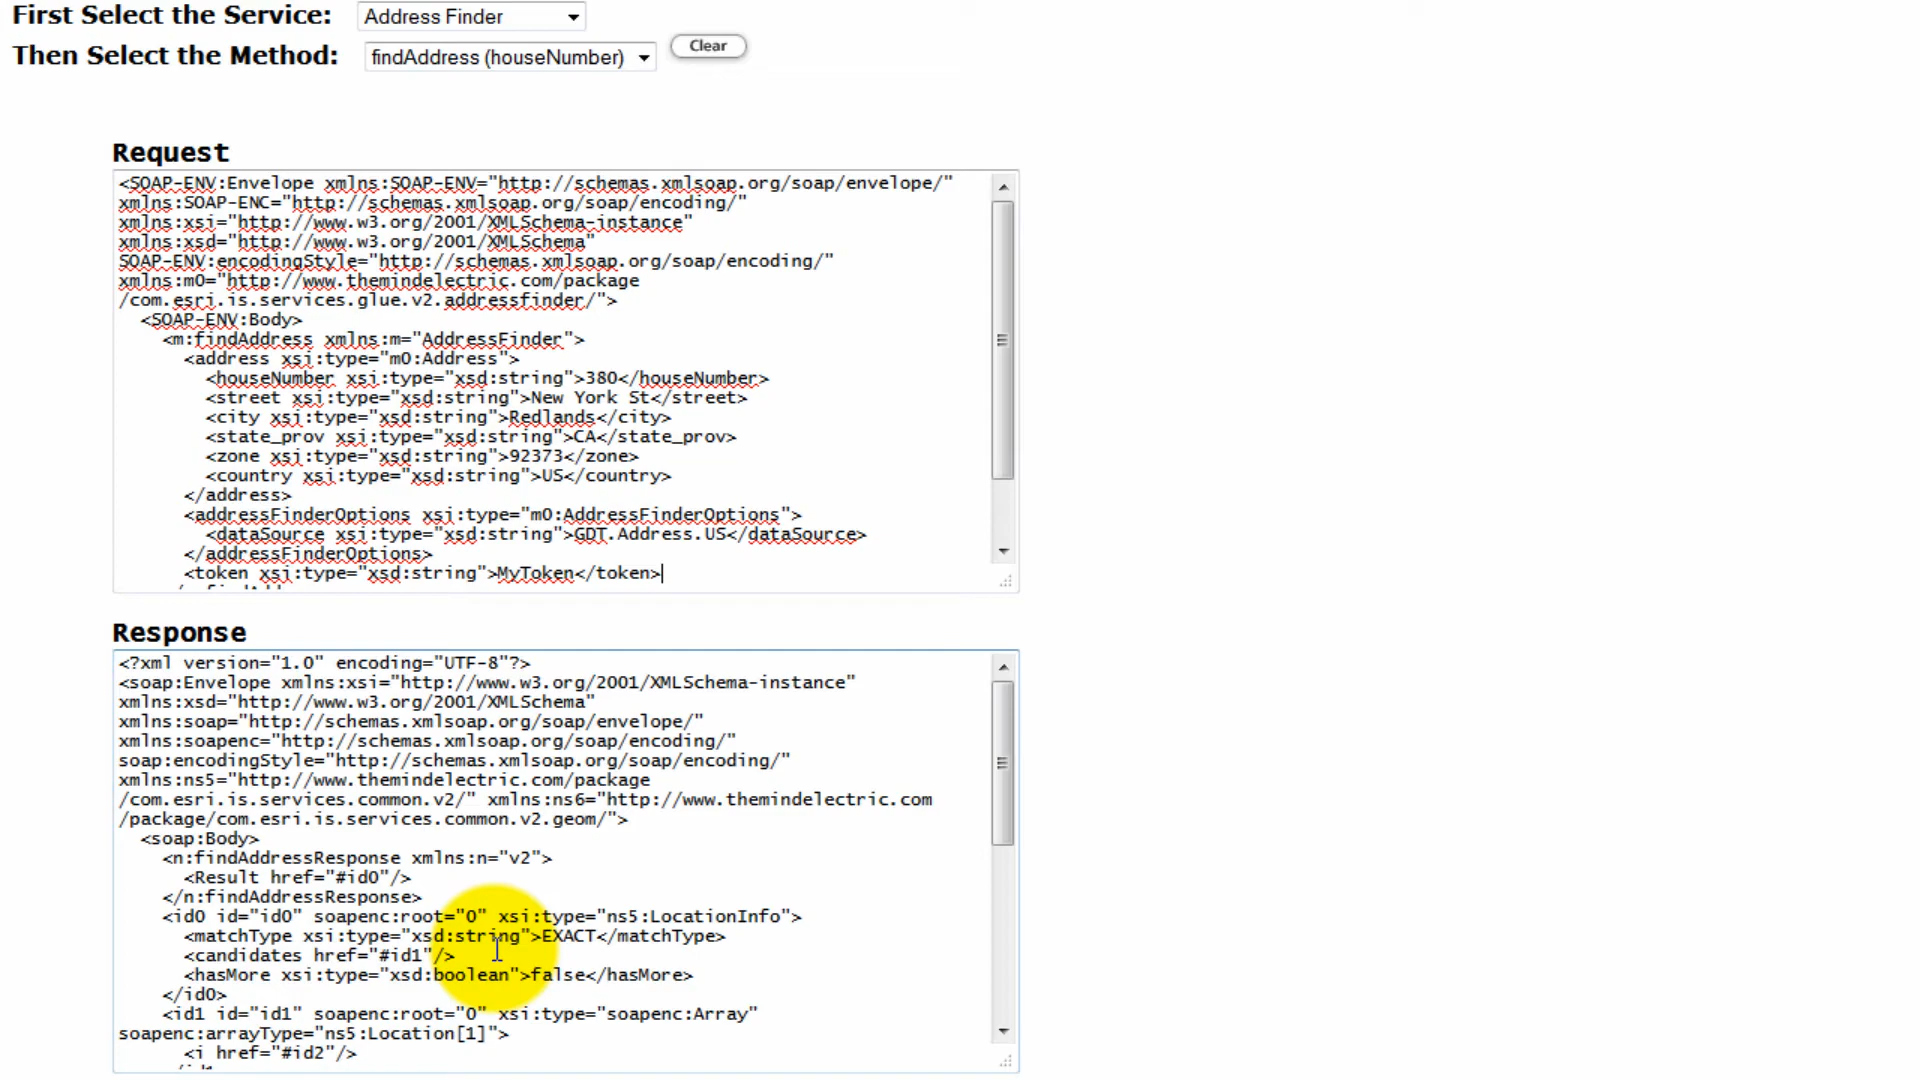 First Select the Service: Address Finder
Then Select the Method: findAddress (houseNumber) Clear
Request
<SOAP-ENV:Envelope xmlns:SOAP-ENV="http://schemas.xmlsoap.org/soap/envelope/"
xmlns:SOAP-ENC="http://schemas.xmlsoap.org/soap/encoding/"
xmlns:xsi="http://www.w3.org/2001/XMLSchema-instance"
xmlns:xsd="http://www.w3.org/2001/XMLSchema"
SOAP-ENV:encodingStyle="http://schemas.xmlsoap.org/soap/encoding/"
xmlns:m0="http://www.themindelectric.com/package
/com.esri.is.services.glue.v2.addressfinder/">
<SOAP-ENV:Body>
<m:findAddress xmlns:m="AddressFinder">
<address xsi:type="m0:Address">
<houseNumber xsi:type="xsd:string">380</houseNumber>
<street xsi:type="xsd:string">New York St</street>
<city xsi:type="xsd:string">Redlands</city>
<state_prov xsi:type="xsd:string">CA</state_prov>
<zone xsi:type="xsd:string">92373</zone>
<country xsi:type="xsd:string">US</country>
</address>
<addressFinderOptions xsi:type="m0:AddressFinderOptions">
<dataSource xsi:type="xsd:string">GDT.Address.US</dataSource>
</addressFinderOptions>
<token xsi:type="xsd:string">MyToken</token>
Response
<?xml version="1.0" encoding="UTF-8"?>
<soap:Envelope xmlns:xsi="http://www.w3.org/2001/XMLSchema-instance"
xmlns:xsd="http://www.w3.org/2001/XMLSchema"
xmlns:soap="http://schemas.xmlsoap.org/soap/envelope/"
xmlns:soapenc="http://schemas.xmlsoap.org/soap/encoding/"
soap:encodingStyle="http://schemas.xmlsoap.org/soap/encoding/"
xmlns:ns5="http://www.themindelectric.com/package
/com.esri.is.services.common.v2/" xmlns:ns6="http://www.themindelectric.com
/package/com.esri.is.services.common.v2.geom/">
<soap:Body>
<n:findAddressResponse xmlns:n="v2">
<Result href="#id0"/>
</n:findAddressResponse>
<id0 id="id0" soapenc:root="0" xsi:type="ns5:LocationInfo">
<matchType xsi:type="xsd:string">EXACT</matchType>
<candidates href="#id1"/>
<hasMore xsi:type="xsd:boolean">false</hasMore>
</id0>
<id1 id="id1" soapenc:root="0" xsi:type="soapenc:Array"
soapenc:arrayType="ns5:Location[1]">
<i href="#id2"/>